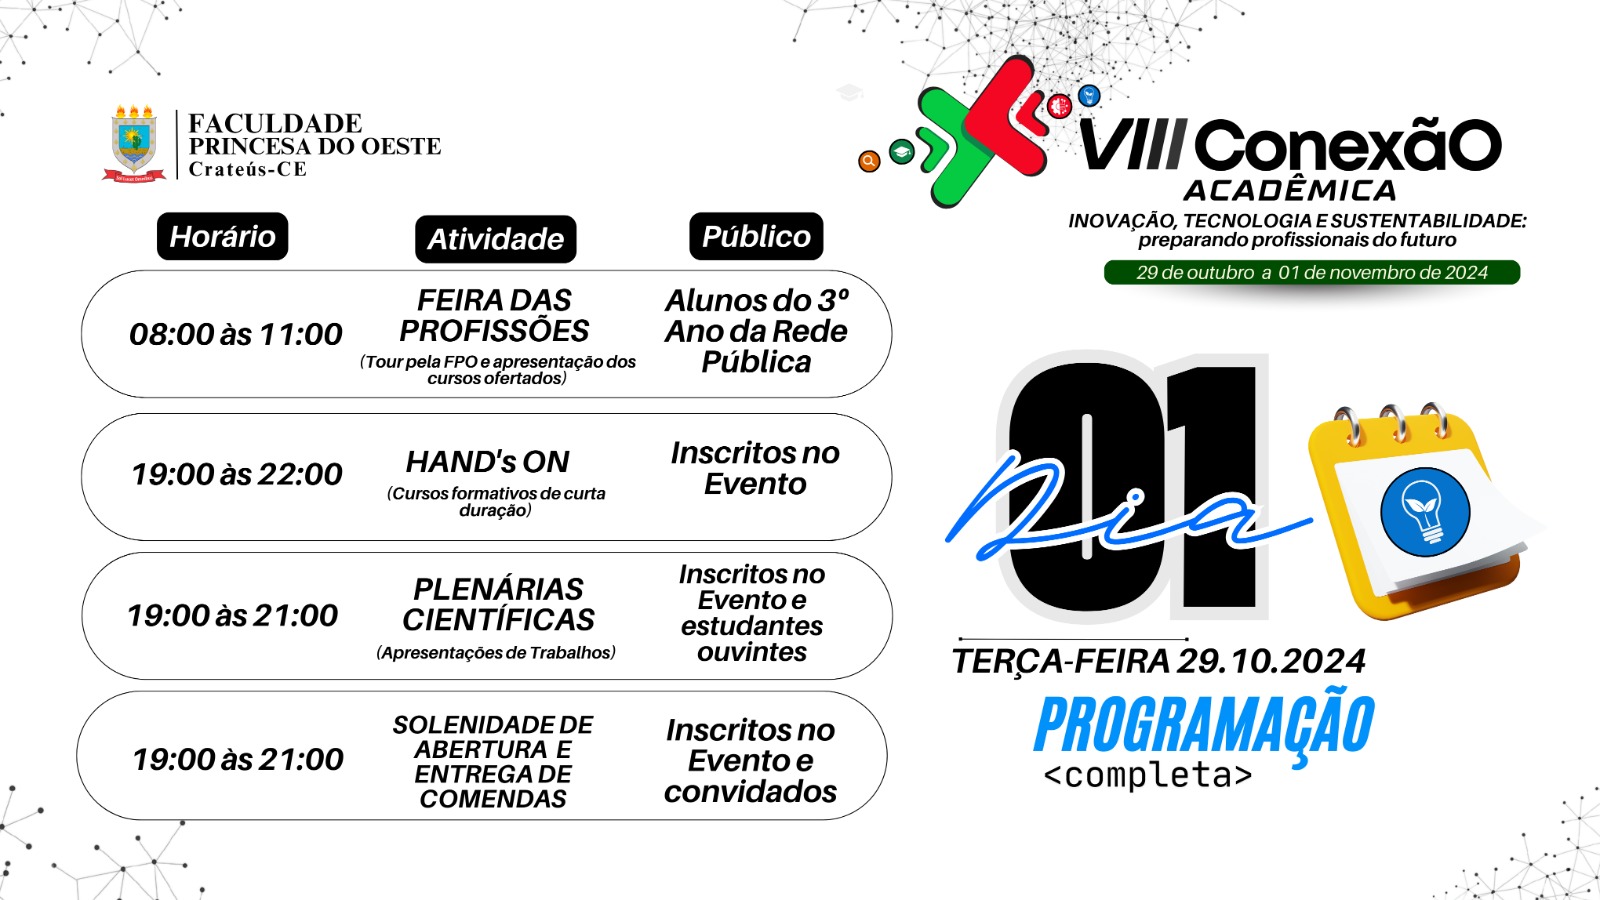 FACULDADE
PRINCESA DO OESTE
Crateús-CE
VIII ConexãO
ACADÊMICA
INOVAÇÃO, TECNOLOGIA E SUSTENTABILIDADE:
preparando profissionais do futuro
29 de outubro a 01 de novembro de 2024
Horário
Atividade
Público
08:00 às 11:00
FEIRA DAS
PROFISSÕES
(Tour pela FPO e apresentação dos
cursos ofertados)
Alunos do 3º
Ano da Rede
Pública
19:00 às 22:00
HAND's ON
(Cursos formativos de curta
duração)
Inscritos no
Evento
19:00 às 21:00
PLENÁRIAS
CIENTÍFICAS
(Apresentações de Trabalhos)
Inscritos no
Evento e
estudantes
ouvintes
19:00 às 21:00
SOLENIDADE DE
ABERTURA E
ENTREGA DE
COMENDAS
Inscritos no
Evento e
convidados
01
Dia
TERÇA-FEIRA 29.10.2024
PROGRAMAÇÃO
<completa>